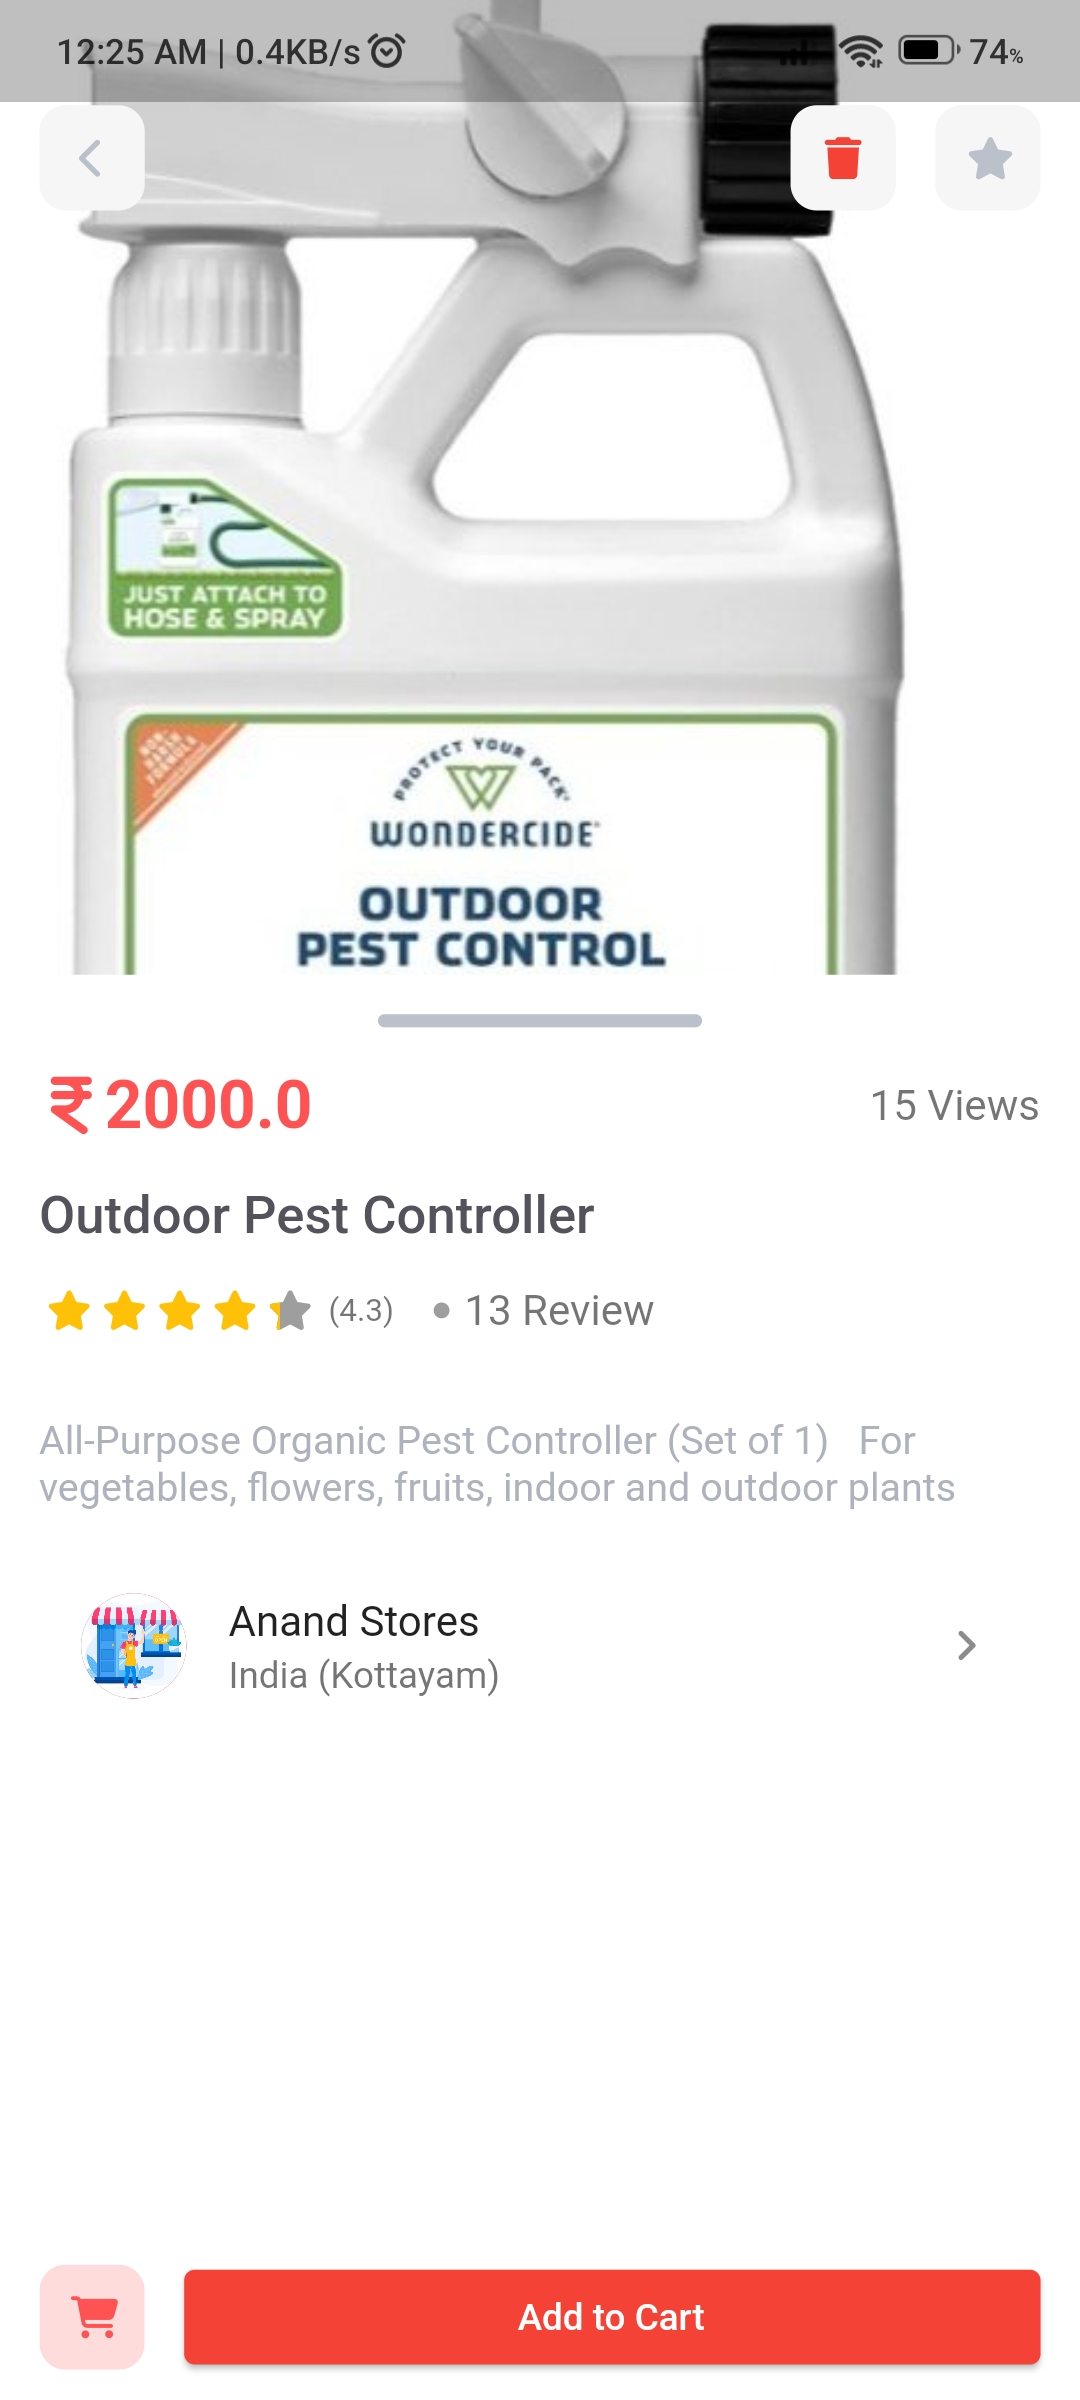 12:25 AM | 0.4KB/s
74%
JUST ATTACH TO
HOSE & SPRAY
PROTECT YOUR PACK
WONDERCIDE
OUTDOOR
PEST CONTROL
₹ 2000.0
15 Views
Outdoor Pest Controller
(4.3) • 13 Review
All-Purpose Organic Pest Controller (Set of 1)   For
vegetables, flowers, fruits, indoor and outdoor plants
Anand Stores
India (Kottayam)
Add to Cart